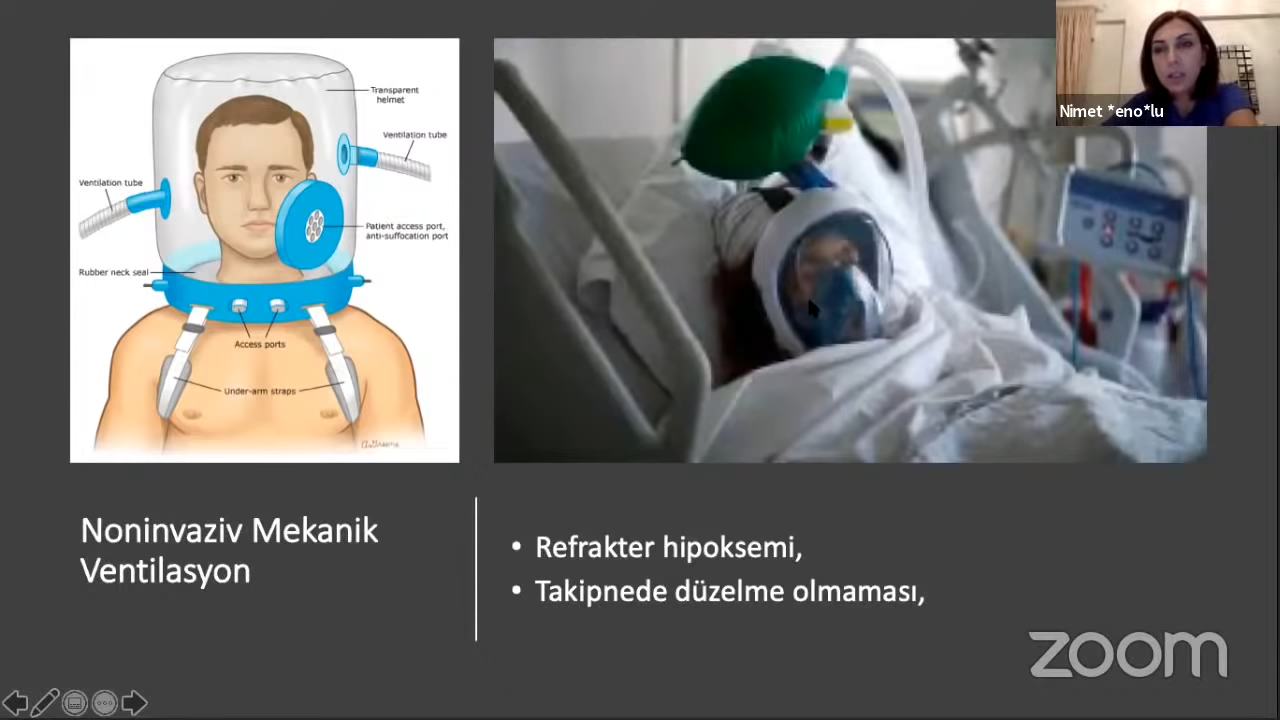 Transparent
helmet
Ventilation tube
Ventilation tube
Patient access port,
anti-suffocation port
Rubber neck seal
Access ports
Under-arm straps
Nimet *eno*lu
Noninvaziv Mekanik
Ventilasyon
• Refrakter hipoksemi,
• Takipnede düzelme olmaması,
zoom